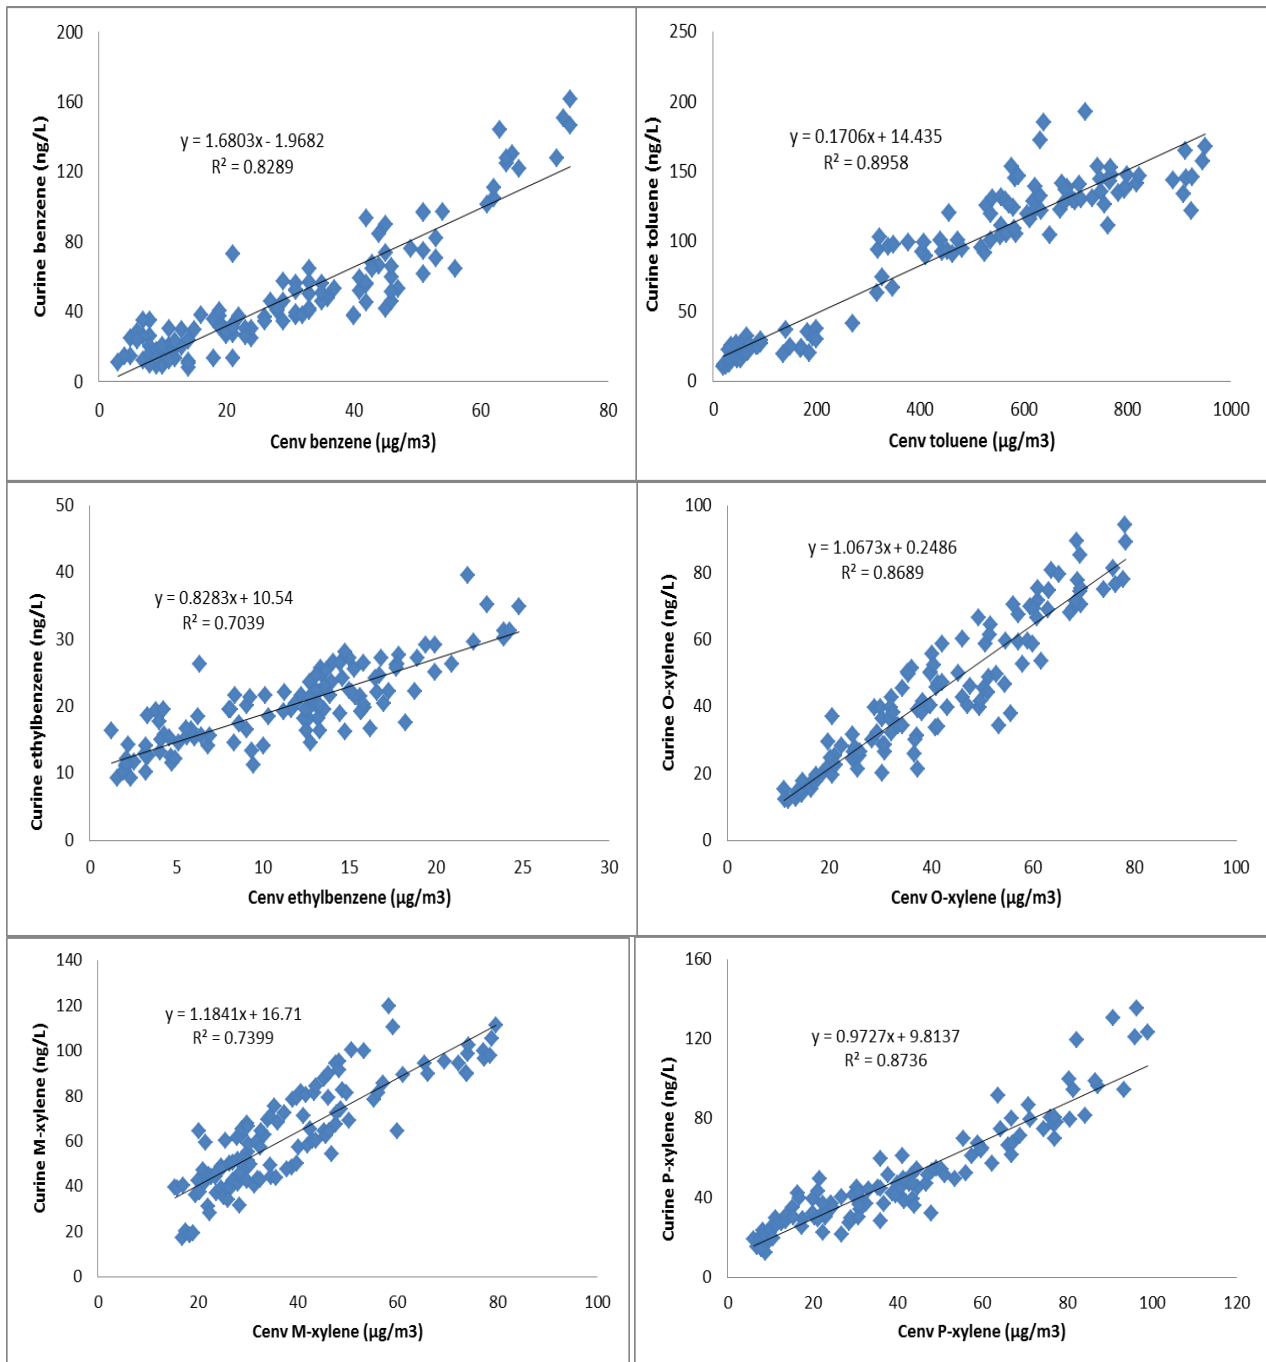 200
160
120
80
40
0
0 20 40 60 80
Curine benzene (ng/L)
y = 1.6803x - 1.9682
R² = 0.8289
Cenv benzene (µg/m3)
250
200
150
100
50
0
0 200 400 600 800 1000
Curine toluene (ng/L)
y = 0.1706x + 14.435
R² = 0.8958
Cenv toluene (µg/m3)
50
40
30
20
10
0
0 5 10 15 20 25 30
Curine ethylbenzene (ng/L)
y = 0.8283x + 10.54
R² = 0.7039
Cenv ethylbenzene (µg/m3)
100
80
60
40
20
0
0 20 40 60 80 100
Curine O-xylene (ng/L)
y = 1.0673x + 0.2486
R² = 0.8689
Cenv O-xylene (µg/m3)
140
120
100
80
60
40
20
0
0 20 40 60 80 100
Curine M-xylene (ng/L)
y = 1.1841x + 16.71
R² = 0.7399
Cenv M-xylene (µg/m3)
160
120
80
40
0
0 20 40 60 80 100 120
Curine P-xylene (ng/L)
y = 0.9727x + 9.8137
R² = 0.8736
Cenv P-xylene (µg/m3)